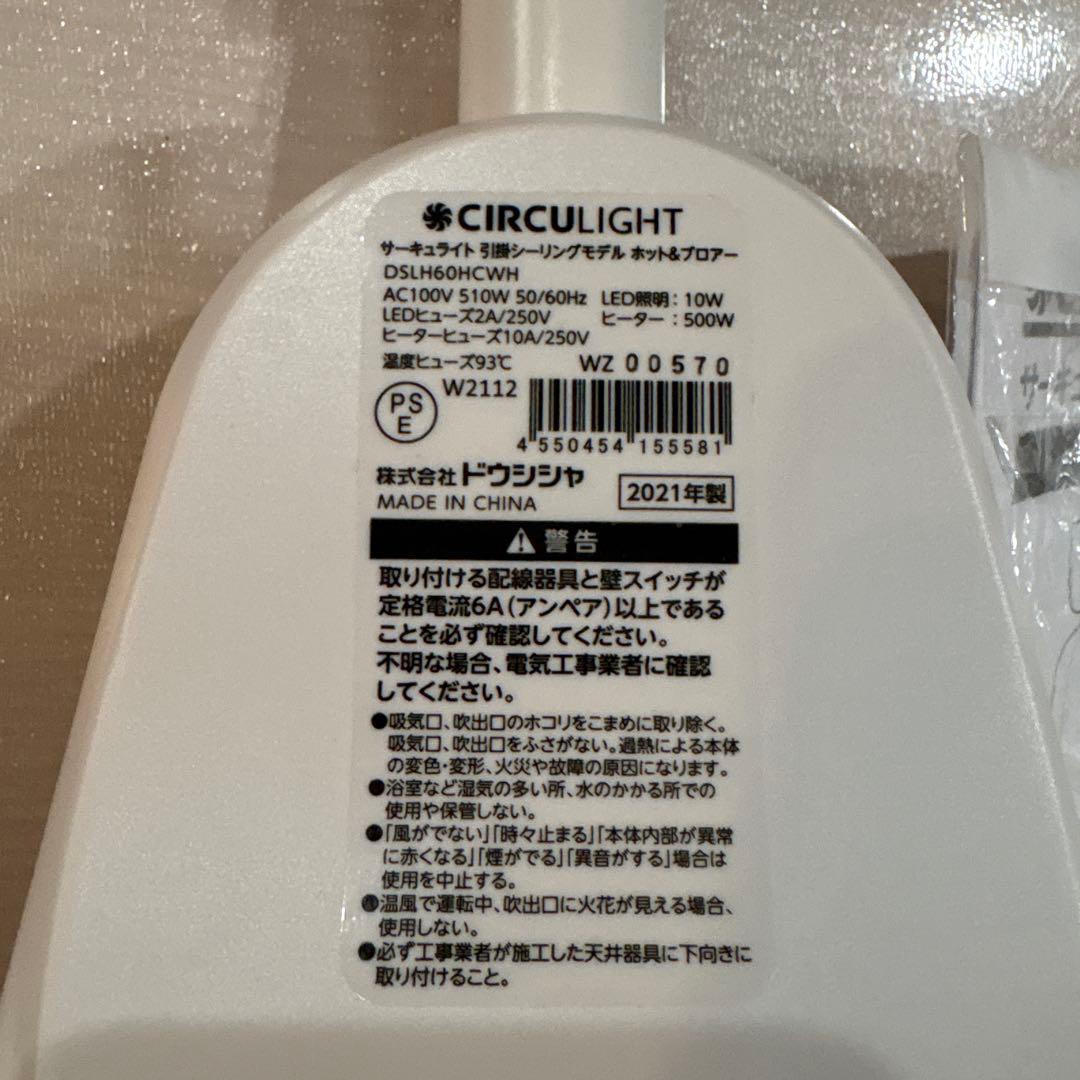 CIRCULIGHT
サーキュライト 引掛シーリングモデル ホット&ブロアー
DSLH60HCWH
AC100V 510W 50/60Hz LED照明：10W
LEDヒューズ2A/250V ヒーター：500W
ヒーターヒューズ10A/250V
温度ヒューズ93℃ WZ 00570
PS
E
W2112
4 550454 155581
株式会社ドウシシャ
MADE IN CHINA
2021年製
警告
取り付ける配線器具と壁スイッチが
定格電流6A(アンペア)以上である
ことを必ず確認してください。
不明な場合、電気工事業者に確認
してください。
●吸気口、吹出口のホコリをこまめに取り除く。
吸気口、吹出口をふさがない。過熱による本体
の変色・変形、火災や故障の原因になります。
●浴室など湿気の多い所、水のかかる所での
使用や保管しない。
●「風がでない」「時々止まる」「本体内部が異常
に赤くなる」「煙がでる」「異音がする」場合は
使用を中止する。
●温風で運転中、吹出口に火花が見える場合、
使用しない。
●必ず工事業者が施工した天井器具に下向きに
取り付けること。
サーキュ